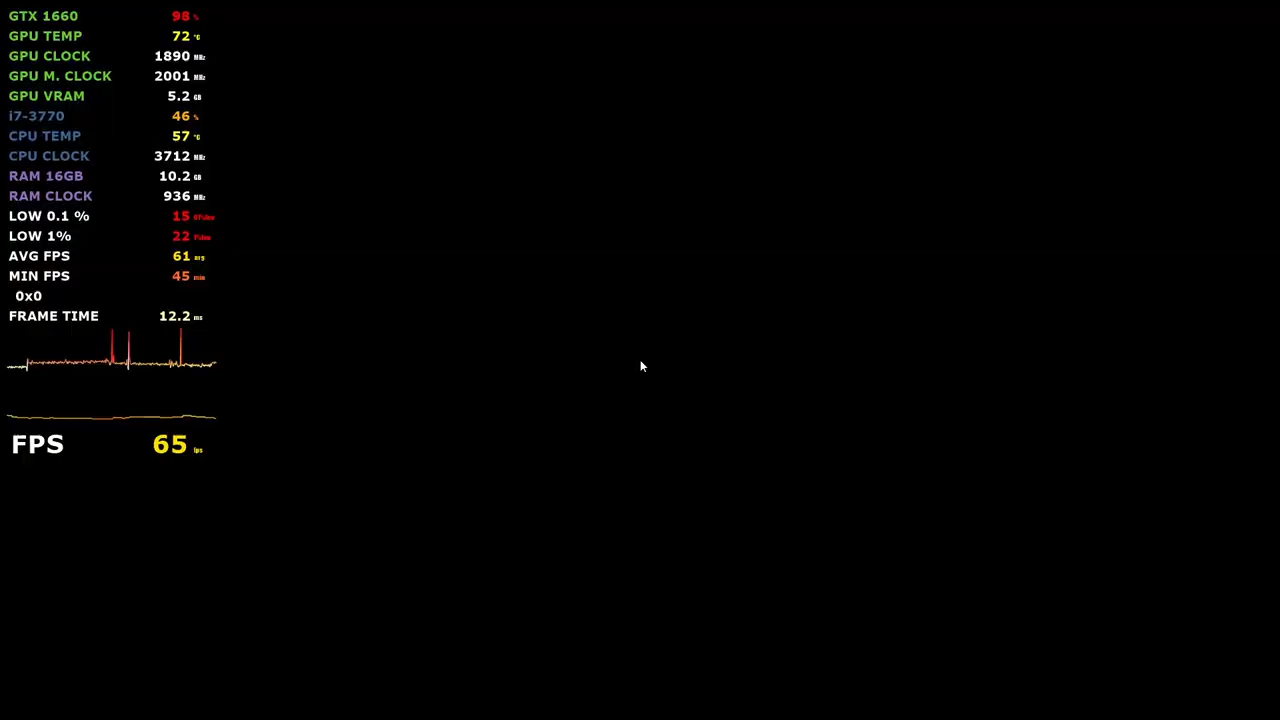 GTX 1660 98 %
GPU TEMP 72 °C
GPU CLOCK 1890 MHz
GPU M. CLOCK 2001 MHz
GPU VRAM 5.2 GB
i7-3770 46 %
CPU TEMP 57 °C
CPU CLOCK 3712 MHz
RAM 16GB 10.2 GB
RAM CLOCK 936 MHz
LOW 0.1 % 15
LOW 1% 22
AVG FPS 61 avg
MIN FPS 45 min
0x0
FRAME TIME 12.2 ms
FPS 65 fps